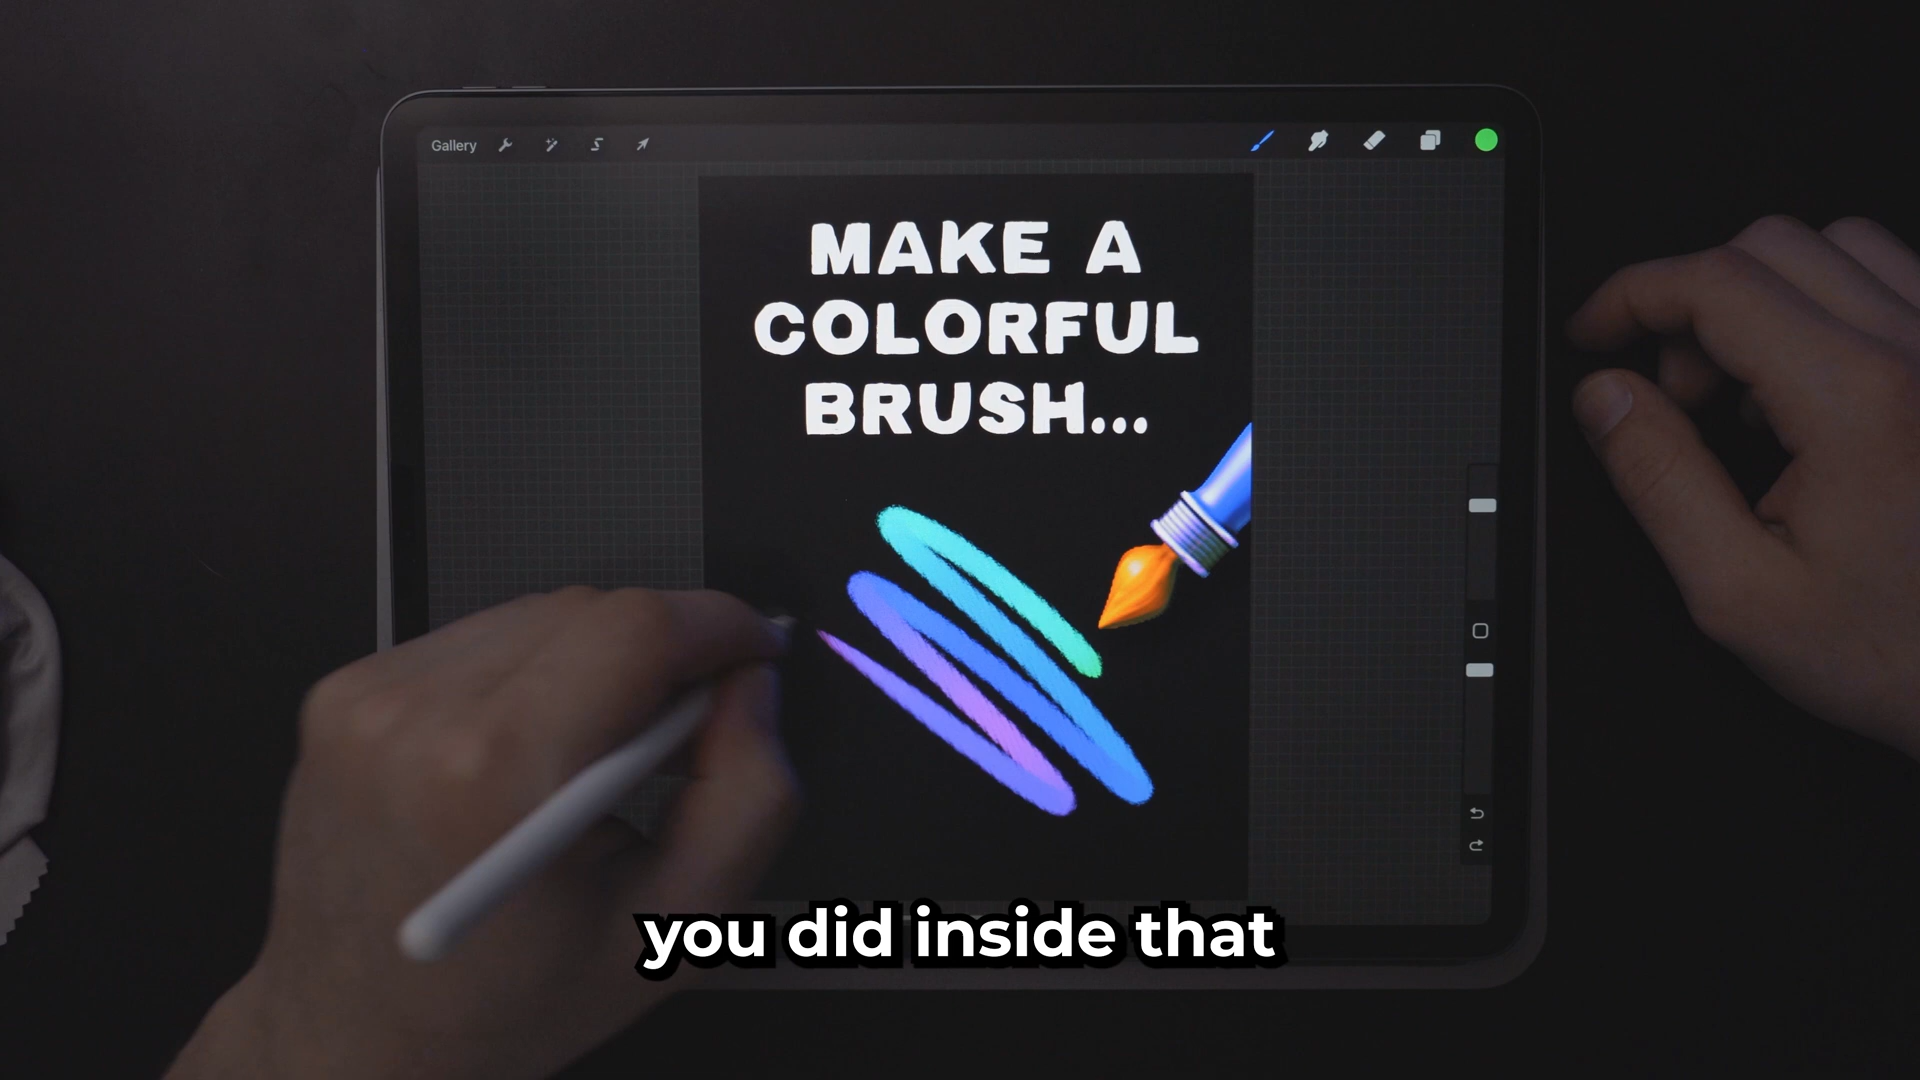 Gallery
MAKE A
COLORFUL
BRUSH...
you did inside that